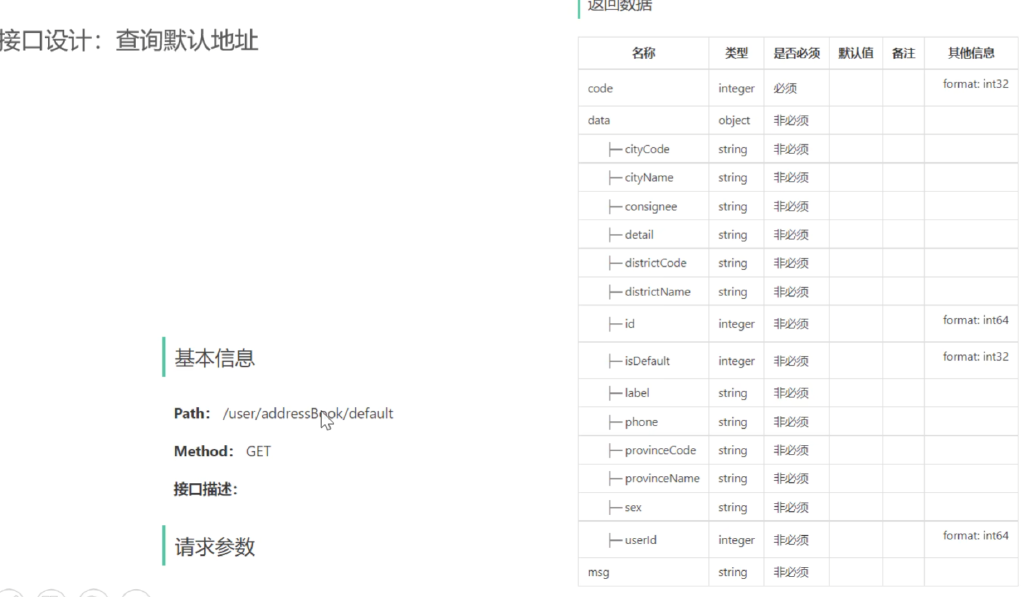 接口设计：查询默认地址
基本信息
Path： /user/addressBook/default
Method： GET
接口描述：
请求参数
返回数据
名称 类型 是否必须 默认值 备注 其他信息
code integer 必须 format: int32
data object 非必须
├─ cityCode string 非必须
├─ cityName string 非必须
├─ consignee string 非必须
├─ detail string 非必须
├─ districtCode string 非必须
├─ districtName string 非必须
├─ id integer 非必须 format: int64
├─ isDefault integer 非必须 format: int32
├─ label string 非必须
├─ phone string 非必须
├─ provinceCode string 非必须
├─ provinceName string 非必须
├─ sex string 非必须
├─ userId integer 非必须 format: int64
msg string 非必须